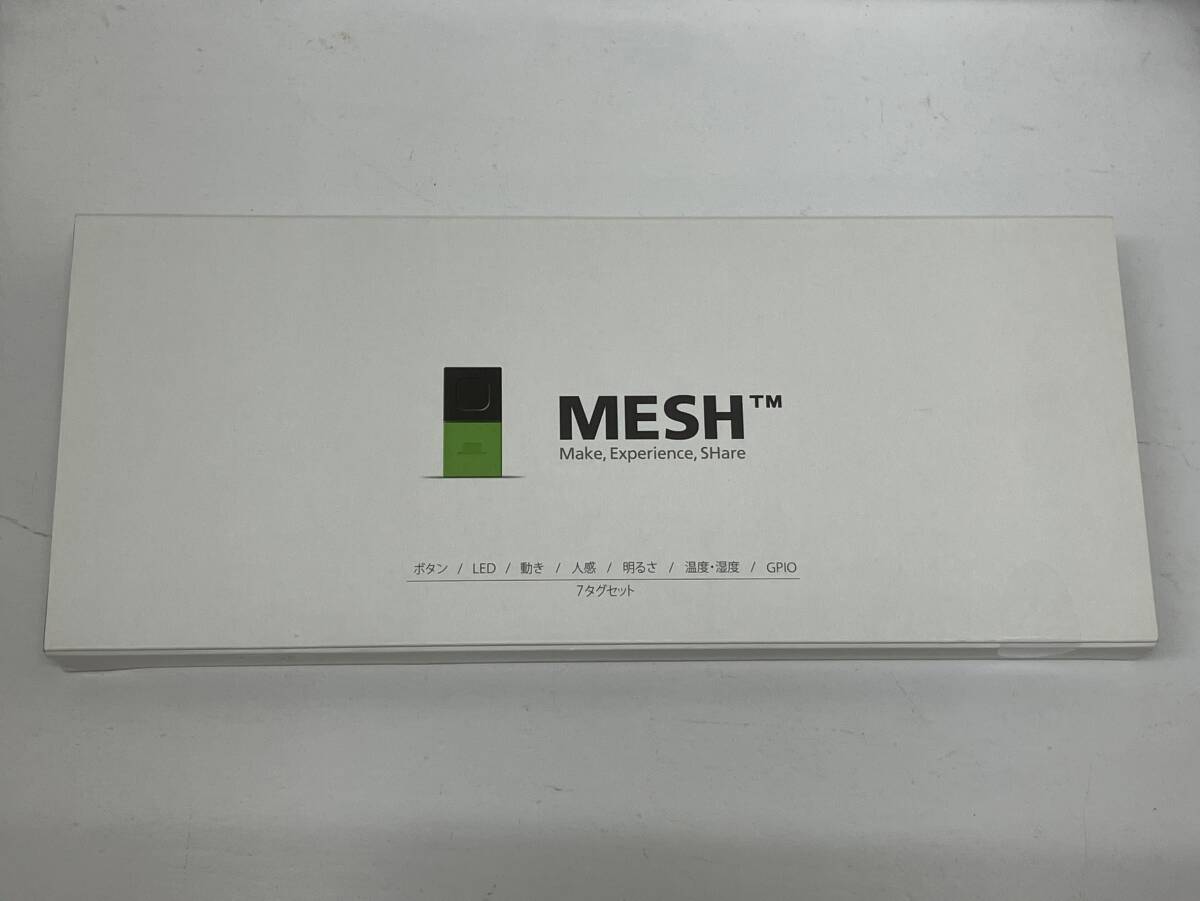 MESH™
Make, Experience, SHare
ボタン / LED / 動き / 人感 / 明るさ / 温度・湿度 / GPIO
7タグセット